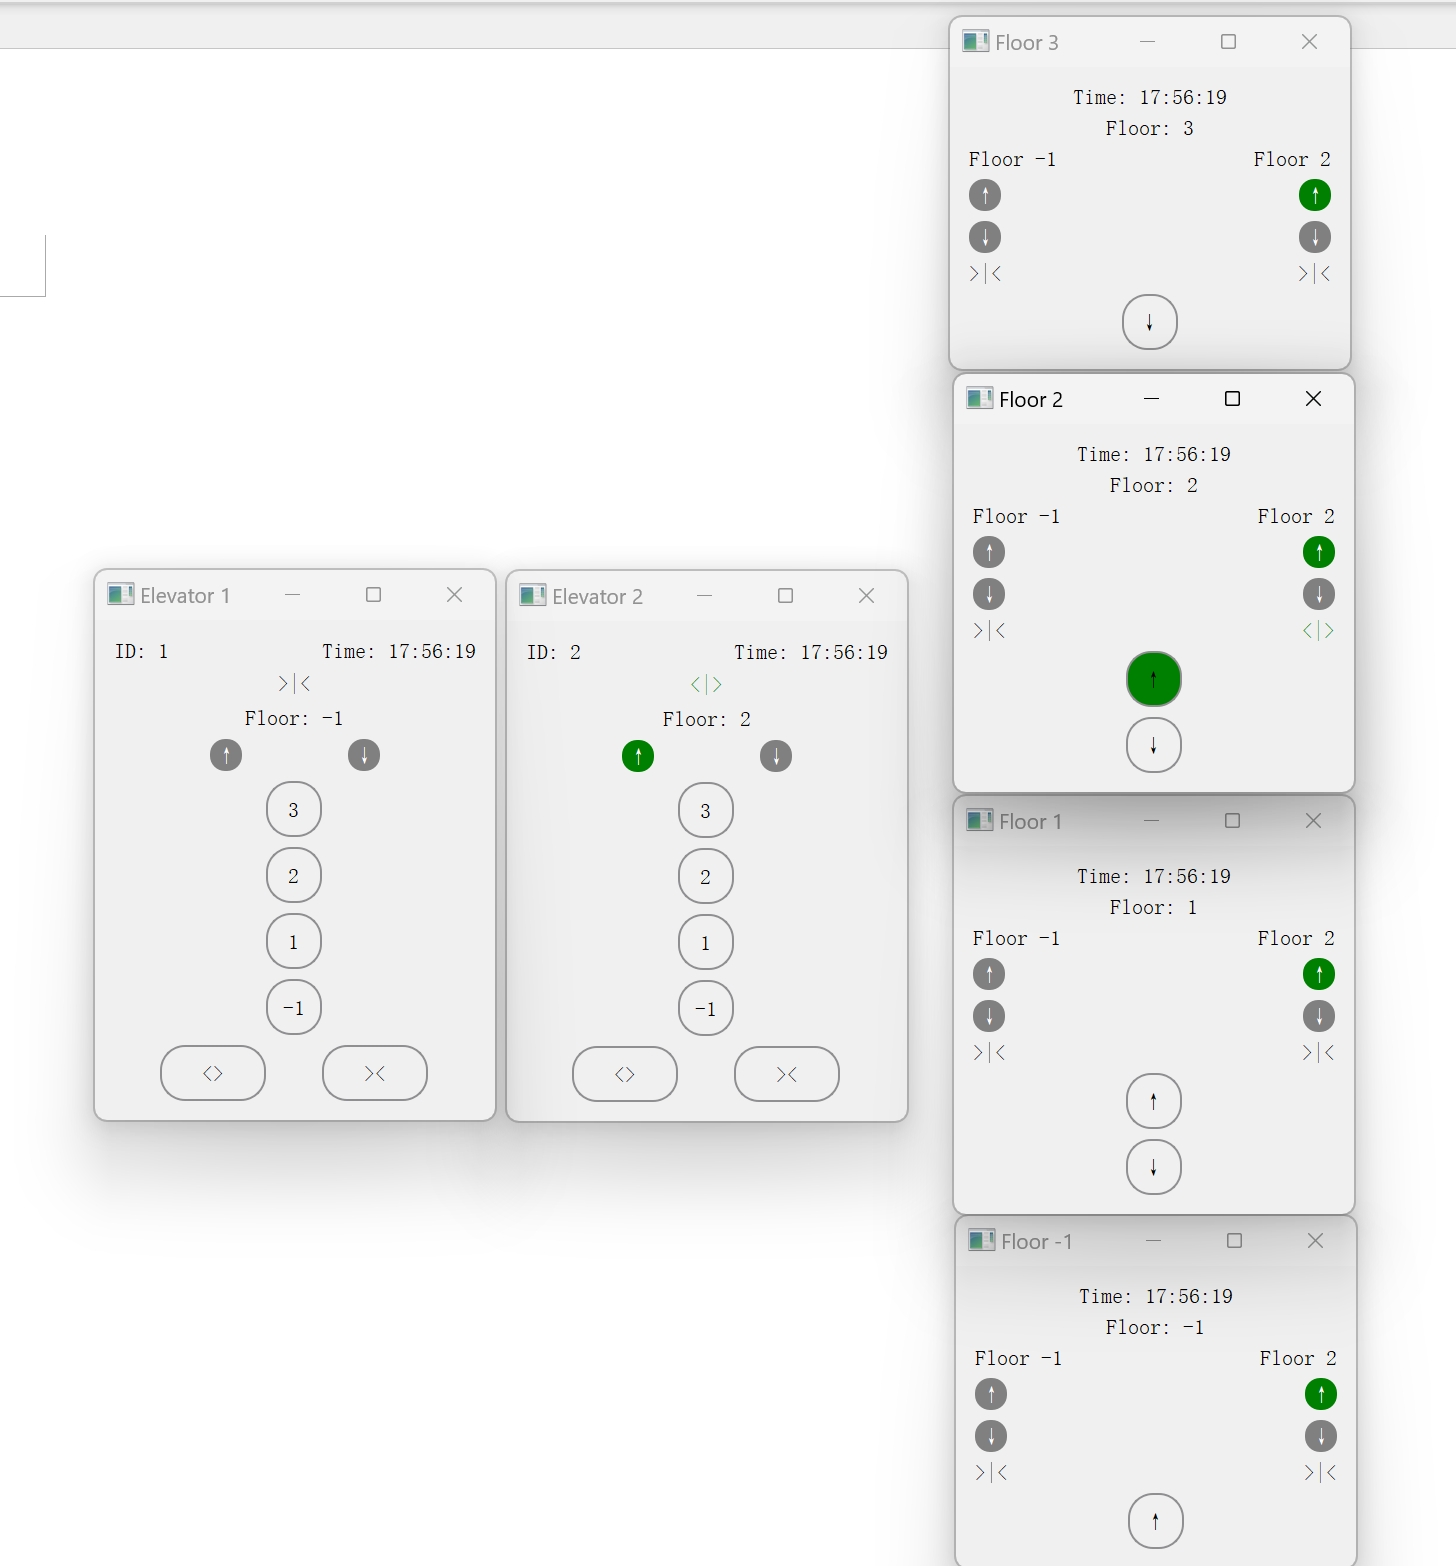 Floor 3
Time: 17:56:19
Floor: 3
Floor -1 Floor 2
↑ ↑
↓ ↓
>|< >|<
↓
Floor 2
Time: 17:56:19
Floor: 2
Floor -1 Floor 2
↑ ↑
↓ ↓
>|< <|>
↑
↓
Elevator 1
ID: 1 Time: 17:56:19
>|<
Floor: -1
↑ ↓
3
2
1
-1
<> ><
Elevator 2
ID: 2 Time: 17:56:19
<|>
Floor: 2
↑ ↓
3
2
1
-1
<> ><
Floor 1
Time: 17:56:19
Floor: 1
Floor -1 Floor 2
↑ ↑
↓ ↓
>|< >|<
↑
↓
Floor -1
Time: 17:56:19
Floor: -1
Floor -1 Floor 2
↑ ↑
↓ ↓
>|< >|<
↑